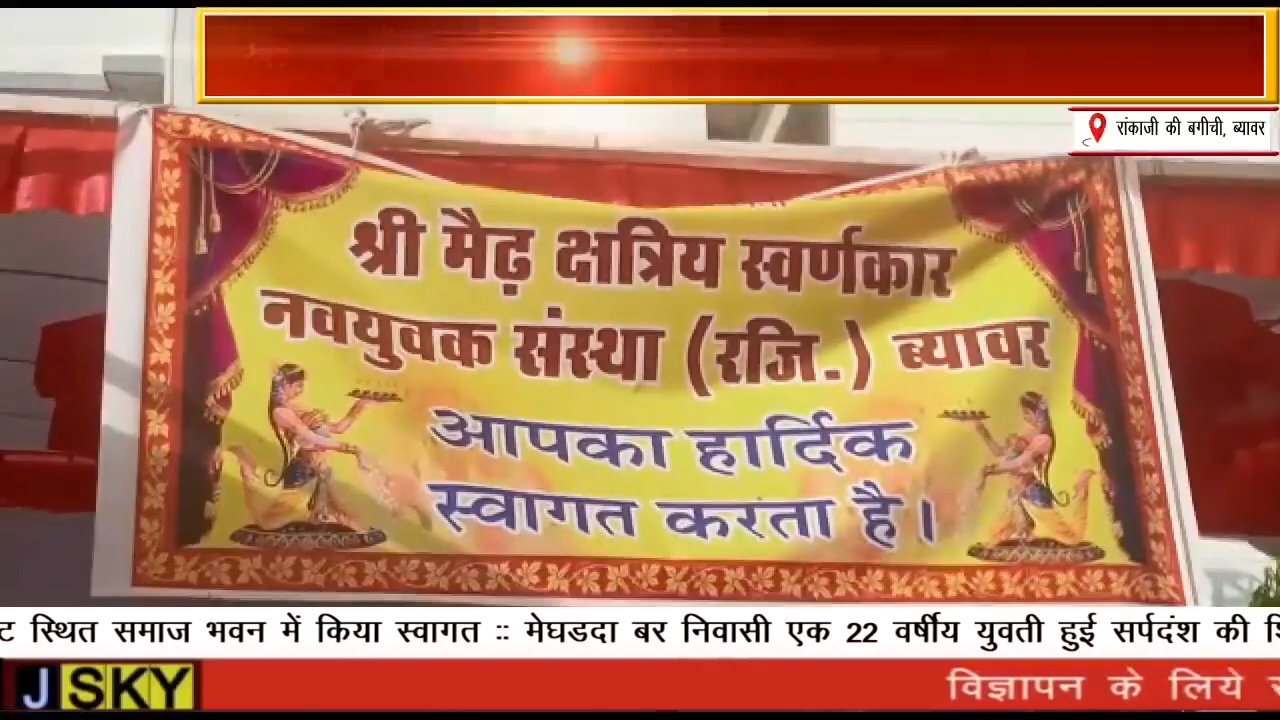 रांकाजी की बगीची, ब्यावर
श्री मैढ़ क्षत्रिय स्वर्णकार
नवयुवक संस्था (रजि.) ब्यावर
आपका हार्दिक
स्वागत करता है।
स्थित समाज भवन में किया स्वागत :: मेघडदा बर निवासी एक 22 वर्षीय युवती हुई सर्पदंश की
JSKY
विज्ञापन के लिये